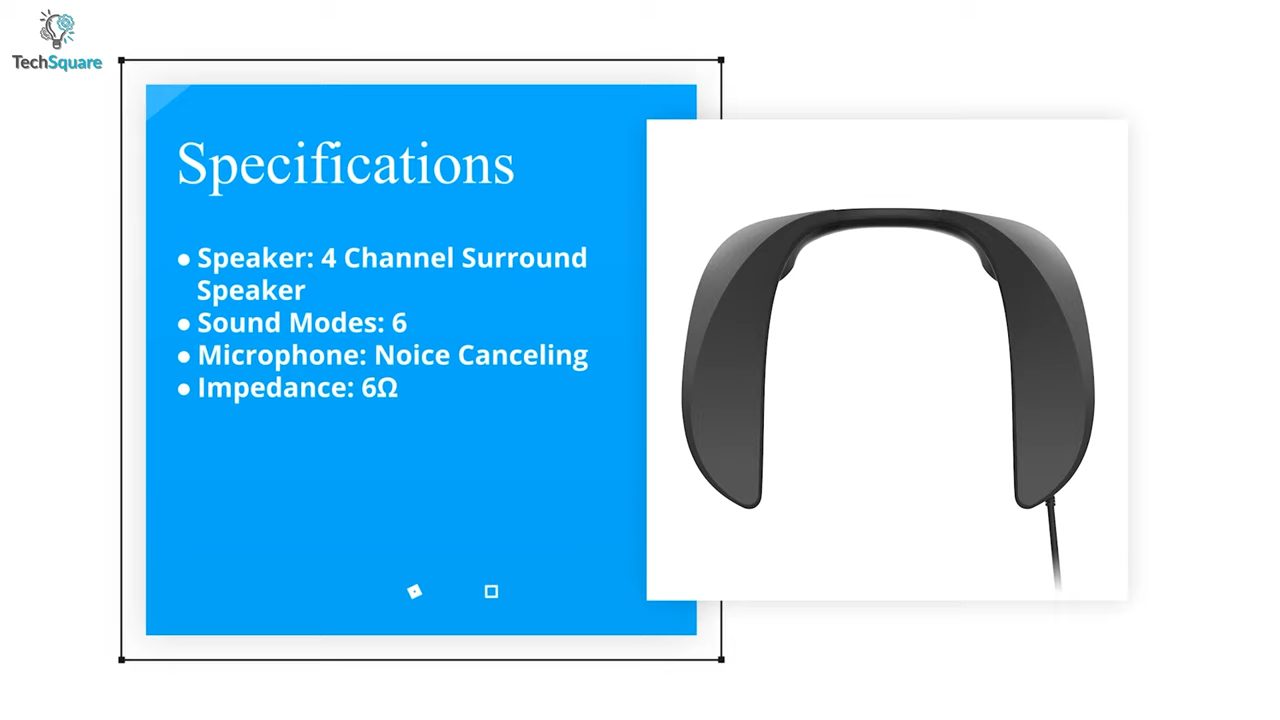 TechSquare
Specifications
● Speaker: 4 Channel Surround
Speaker
● Sound Modes: 6
● Microphone: Noice Canceling
● Impedance: 6Ω